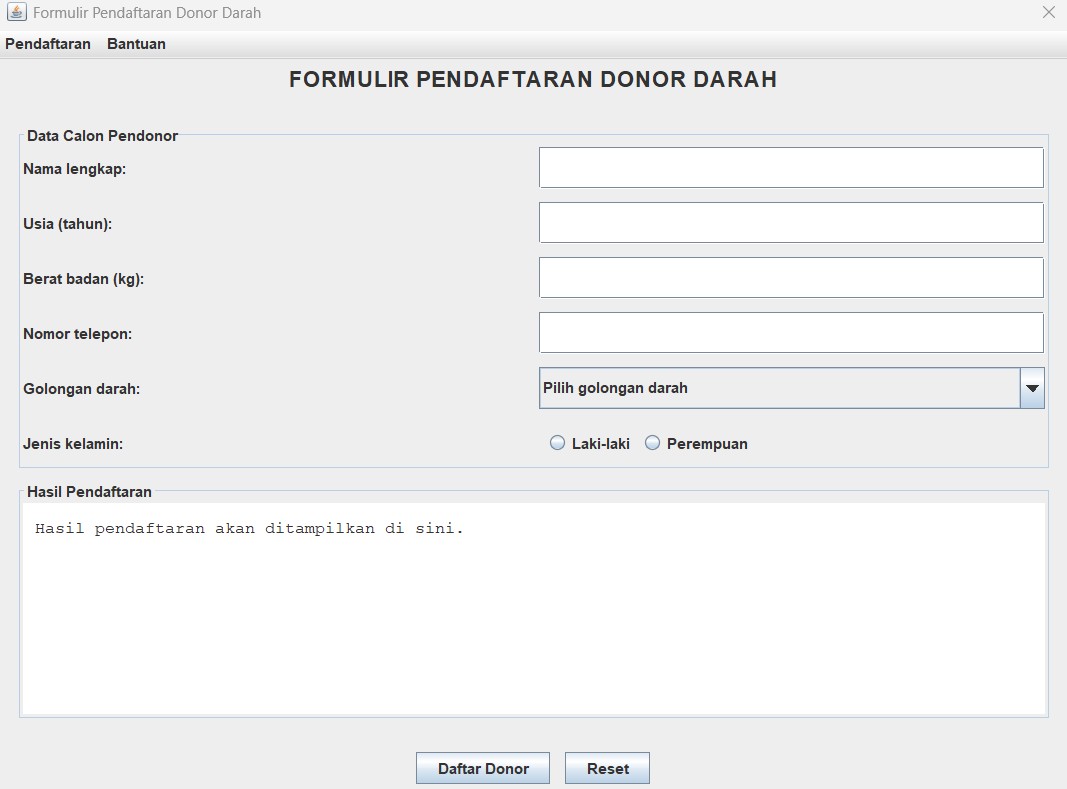 Formulir Pendaftaran Donor Darah
Pendaftaran Bantuan
FORMULIR PENDAFTARAN DONOR DARAH
Data Calon Pendonor
Nama lengkap:
Usia (tahun):
Berat badan (kg):
Nomor telepon:
Golongan darah: Pilih golongan darah
Jenis kelamin: Laki-laki Perempuan
Hasil Pendaftaran
Hasil pendaftaran akan ditampilkan di sini.
Daftar Donor Reset